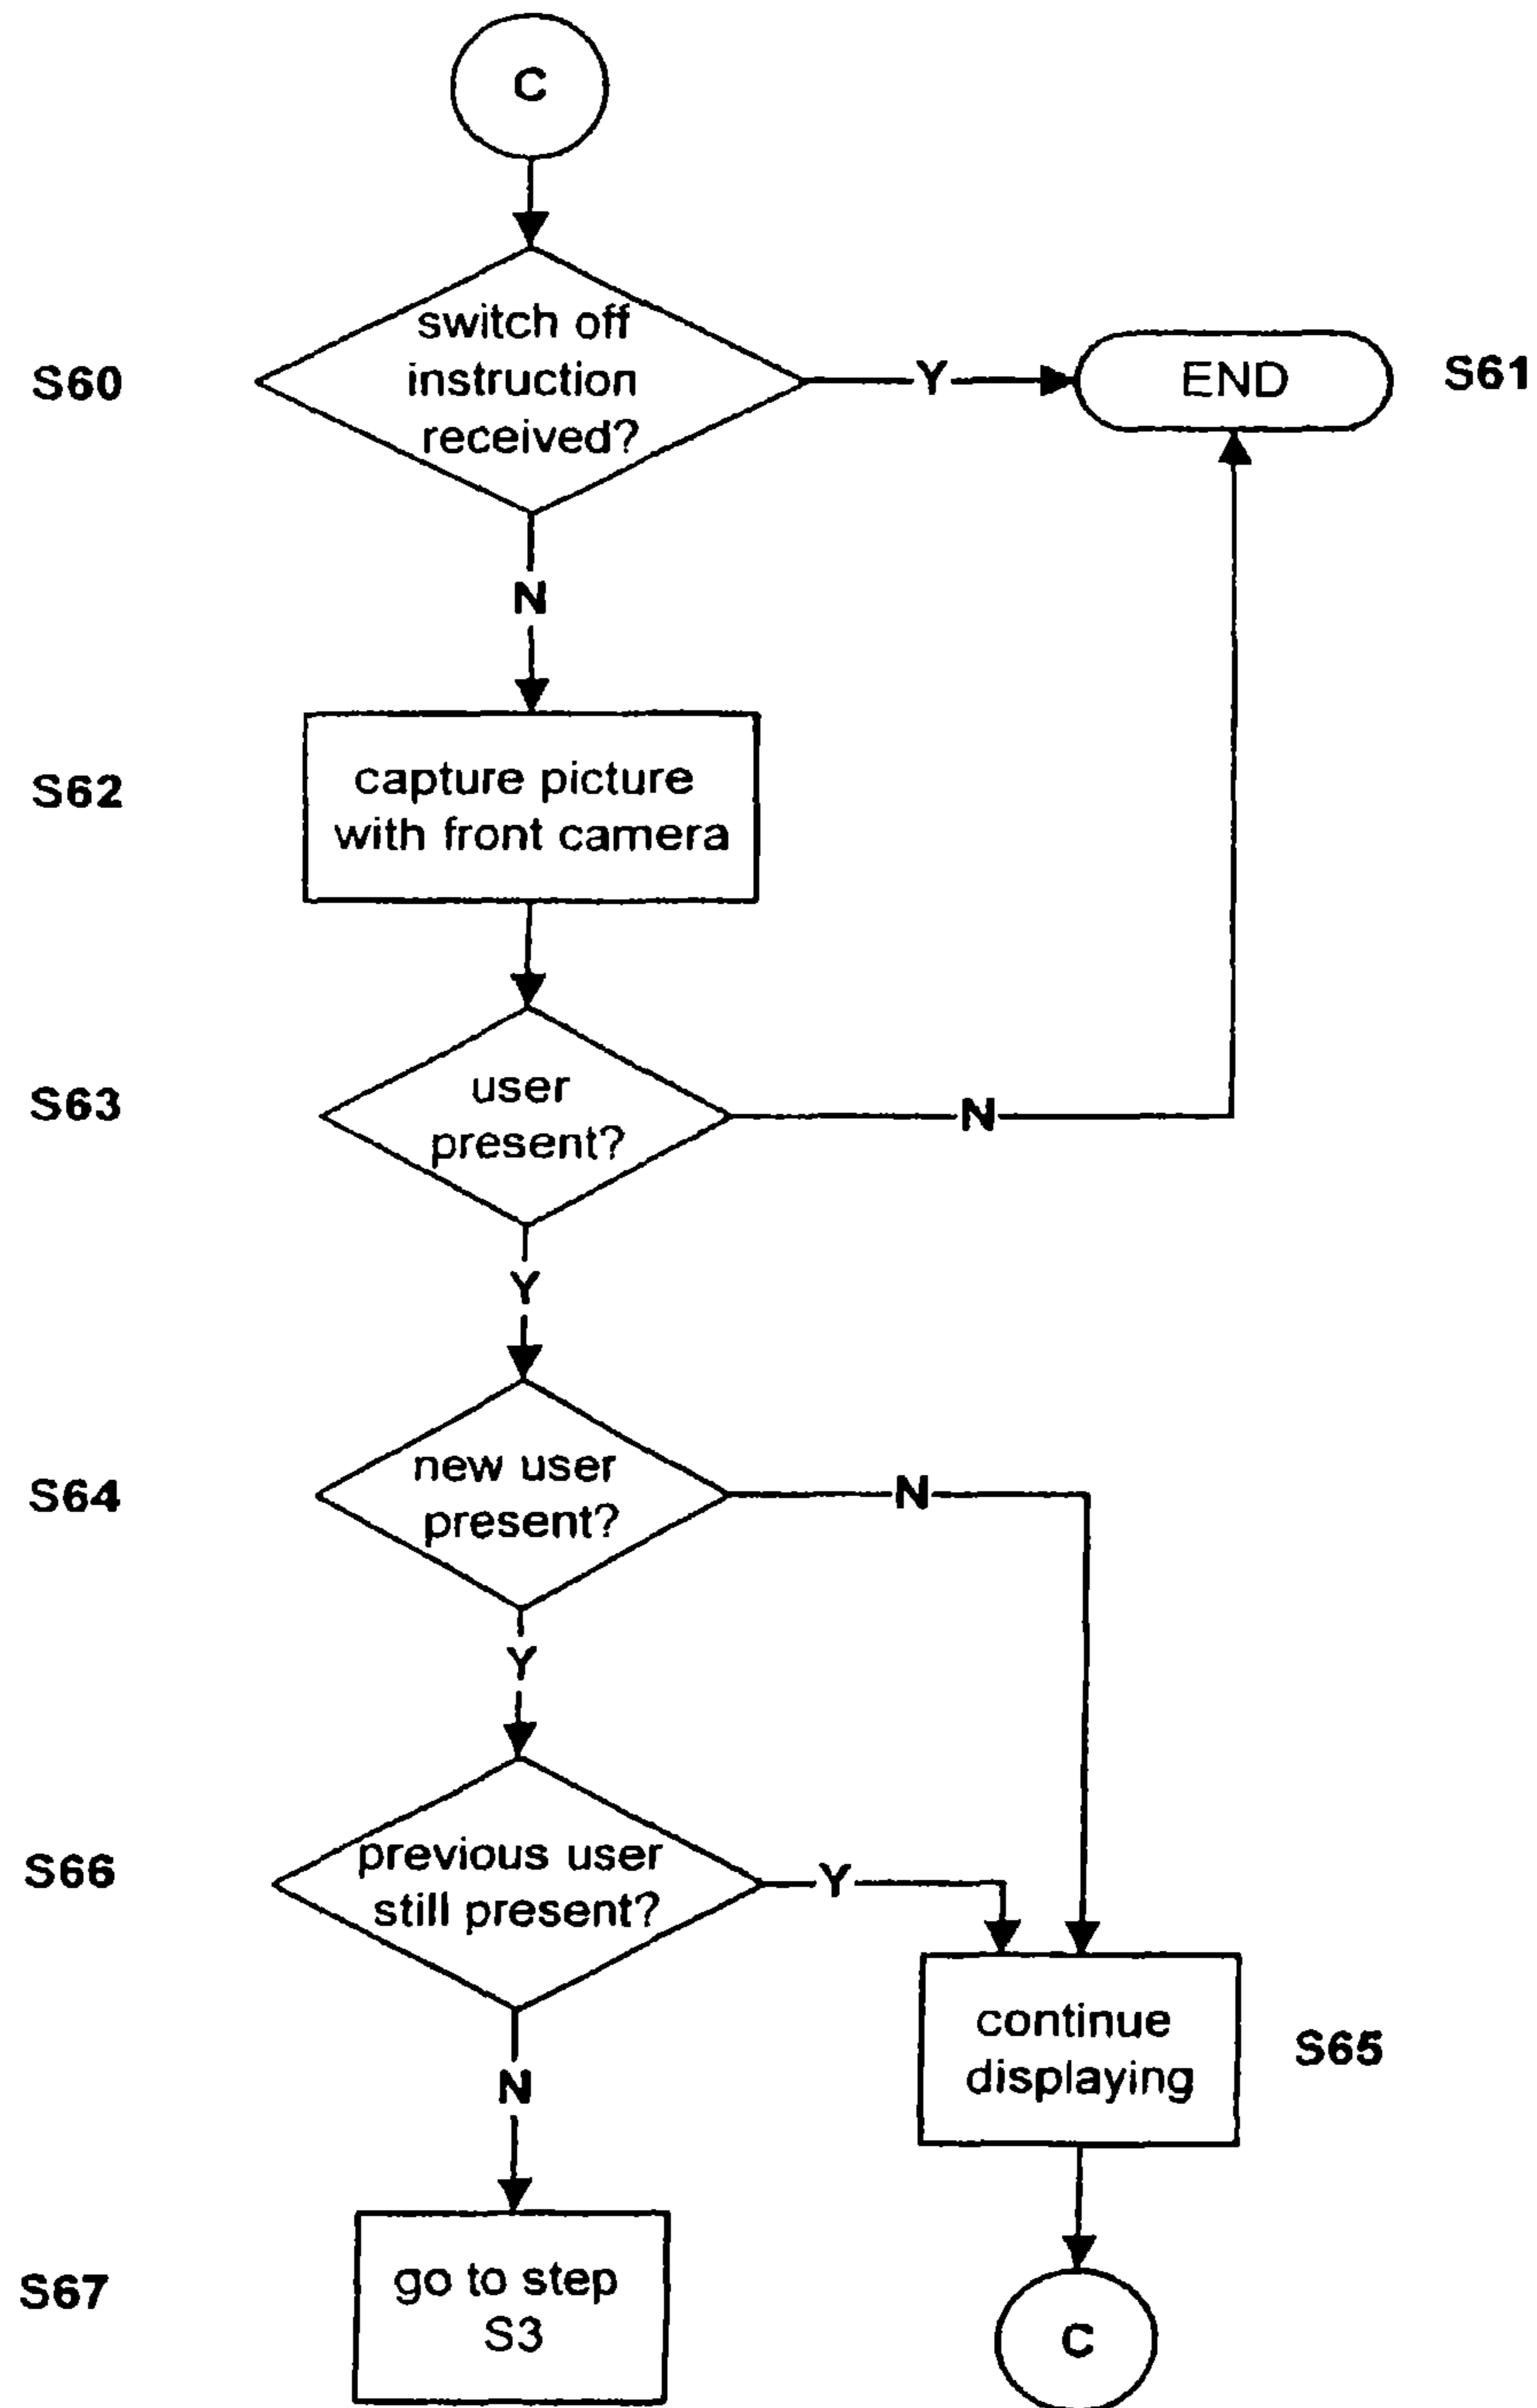 C
S60
switch off
instruction
received?
Y
END
S61
N
S62
capture picture
with front camera
S63
user
present?
N
Y
S64
new user
present?
N
Y
S66
previous user
still present?
Y
N
continue
displaying
S65
S67
go to step
S3
C